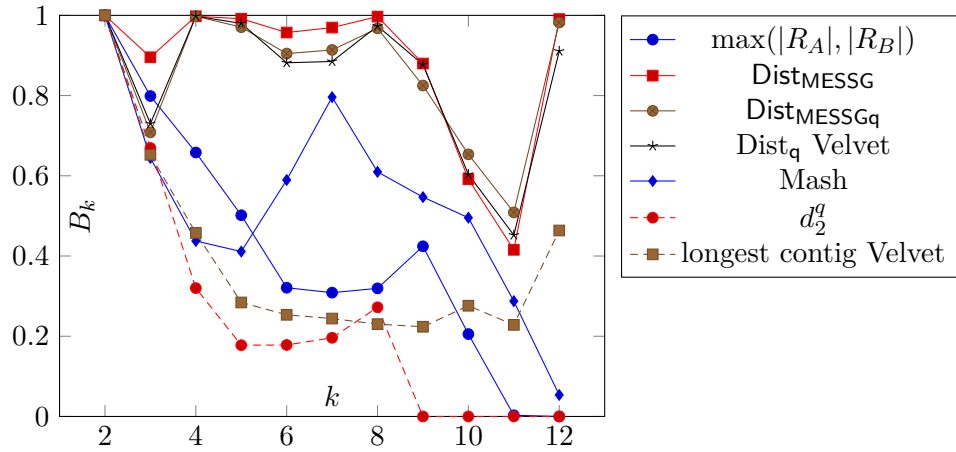 1
0.8
0.6
0.4
0.2
0
B_k
k
2 4 6 8 10 12
max(|R_A|, |R_B|)
Dist_MESSG
Dist_MESSGq
Dist_q Velvet
Mash
d_2^q
longest contig Velvet